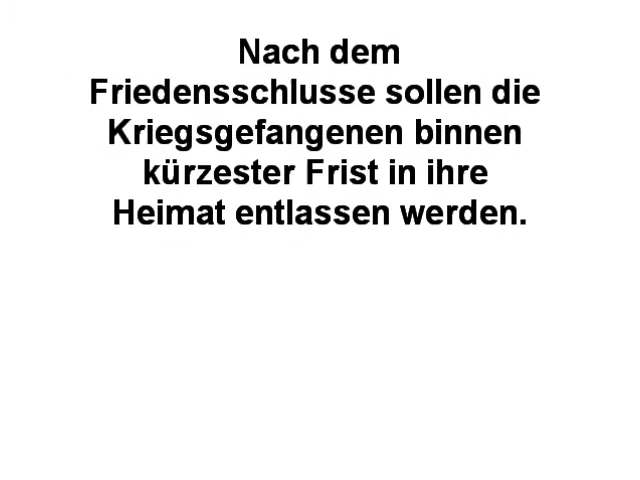 Nach dem
Friedensschlusse sollen die
Kriegsgefangenen binnen
kürzester Frist in ihre
Heimat entlassen werden.